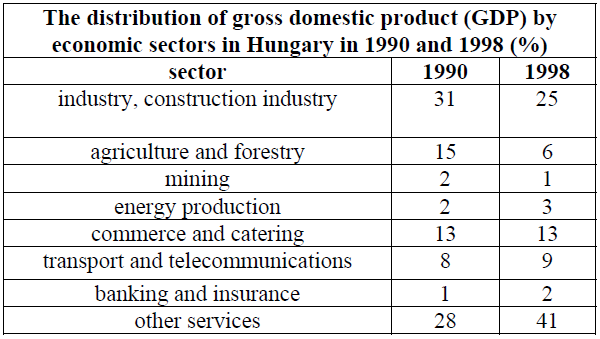 The distribution of gross domestic product (GDP) by
economic sectors in Hungary in 1990 and 1998 (%)
sector 1990 1998
industry, construction industry 31 25
agriculture and forestry 15 6
mining 2 1
energy production 2 3
commerce and catering 13 13
transport and telecommunications 8 9
banking and insurance 1 2
other services 28 41